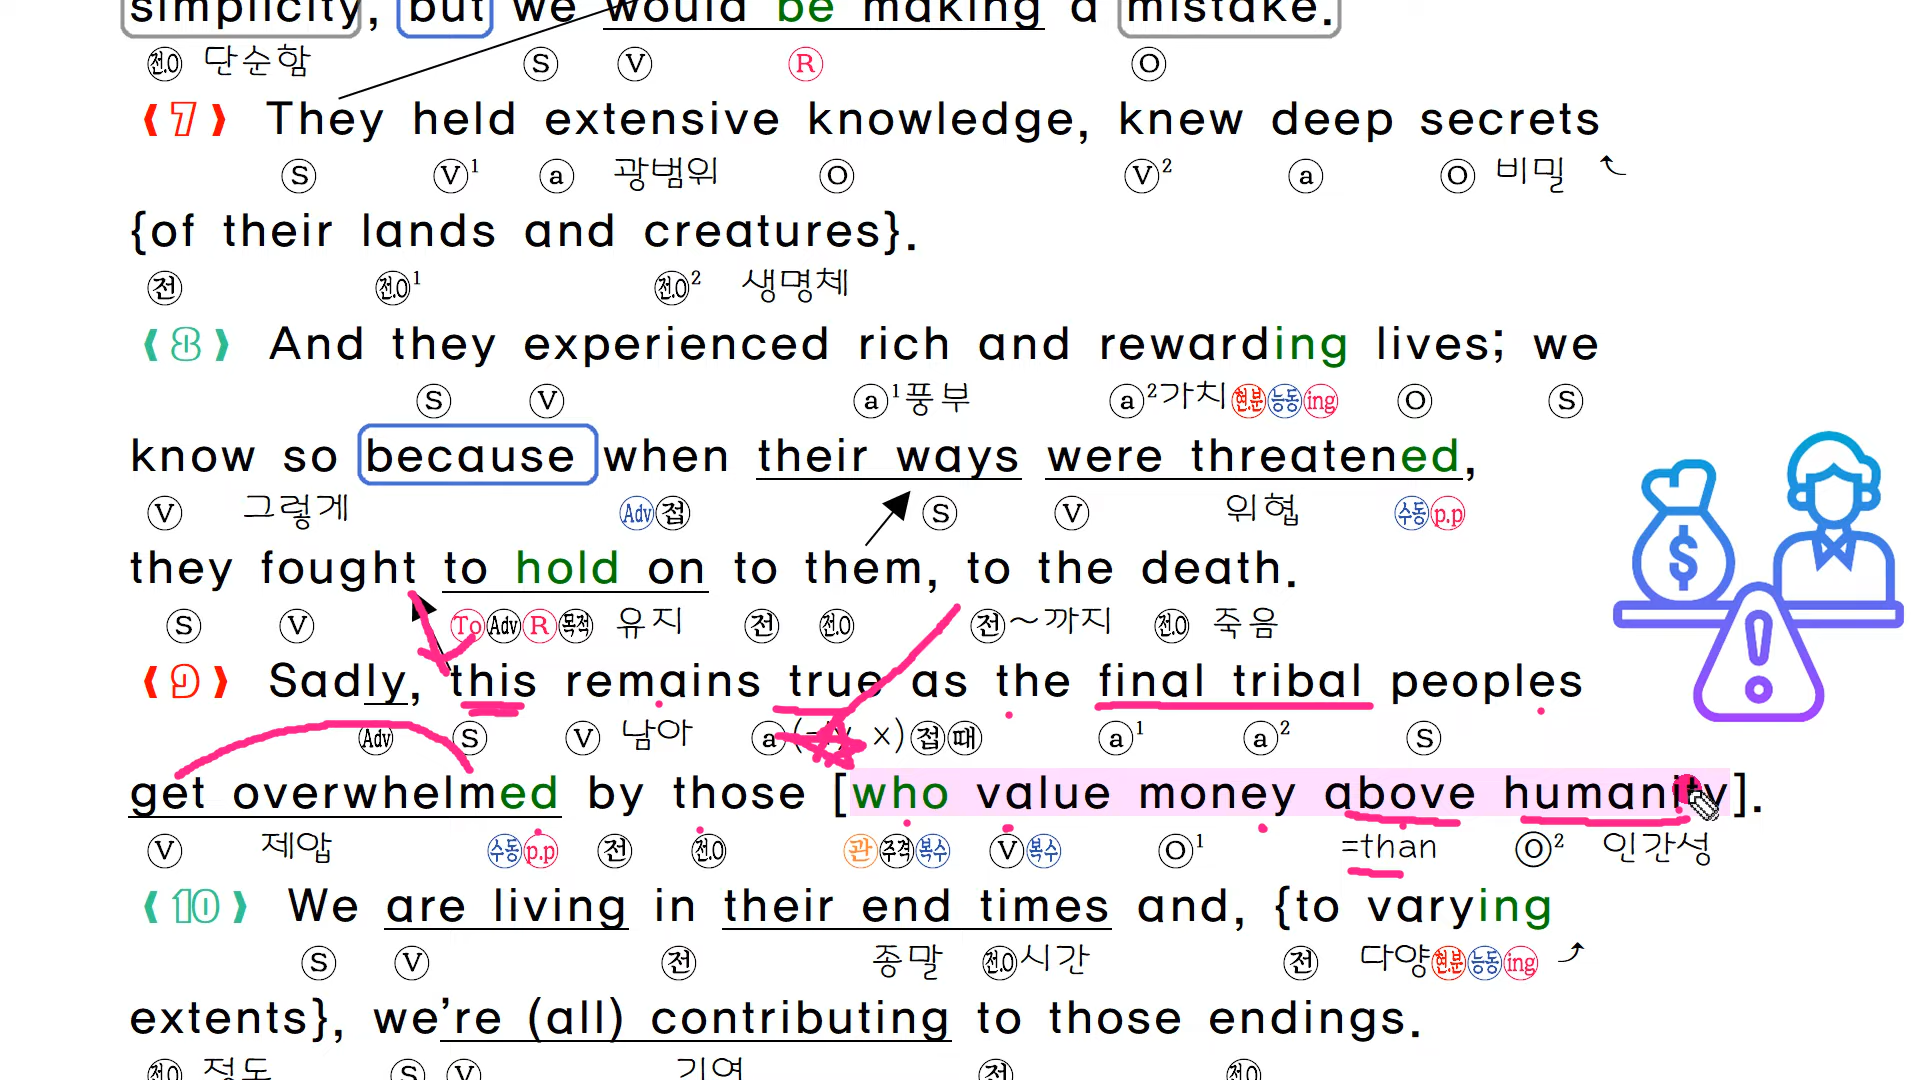 simplicity, but we would be making a mistake.
전.O 단순함 S V R O
( 7 ) They held extensive knowledge, knew deep secrets
S V¹ a 광범위 O V² a O 비밀
{of their lands and creatures}.
전 전.O¹ 전.O² 생명체
( 8 ) And they experienced rich and rewarding lives; we
S V a¹풍부 a²가치 현.분 능동 ing O S
know so because when their ways were threatened,
V 그렇게 Adv 접 S V 위협 수동 p.p
they fought to hold on to them, to the death.
S V To Adv R 목적 유지 전 전.O 전~까지 전.O 죽음
( 9 ) Sadly, this remains true as the final tribal peoples
Adv S V 남아 a (-ly x) 접 때 a¹ a² S
get overwhelmed by those [who value money above humanity].
V 제압 수동 p.p 전 전.O 관 주격 복수 V 복수 O¹ =than O² 인간성
( 10 ) We are living in their end times and, {to varying
S V 전 종말 전.O 시간 전 다양 현.분 능동 ing
extents}, we're (all) contributing to those endings.
전.O 정도 S V 기여 전 전.O
$
!